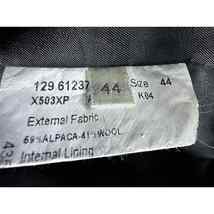 129 61237 44 Size 44
X503XP K04
External Fabric
59%ALPACA-41%WOOL
Internal Lining